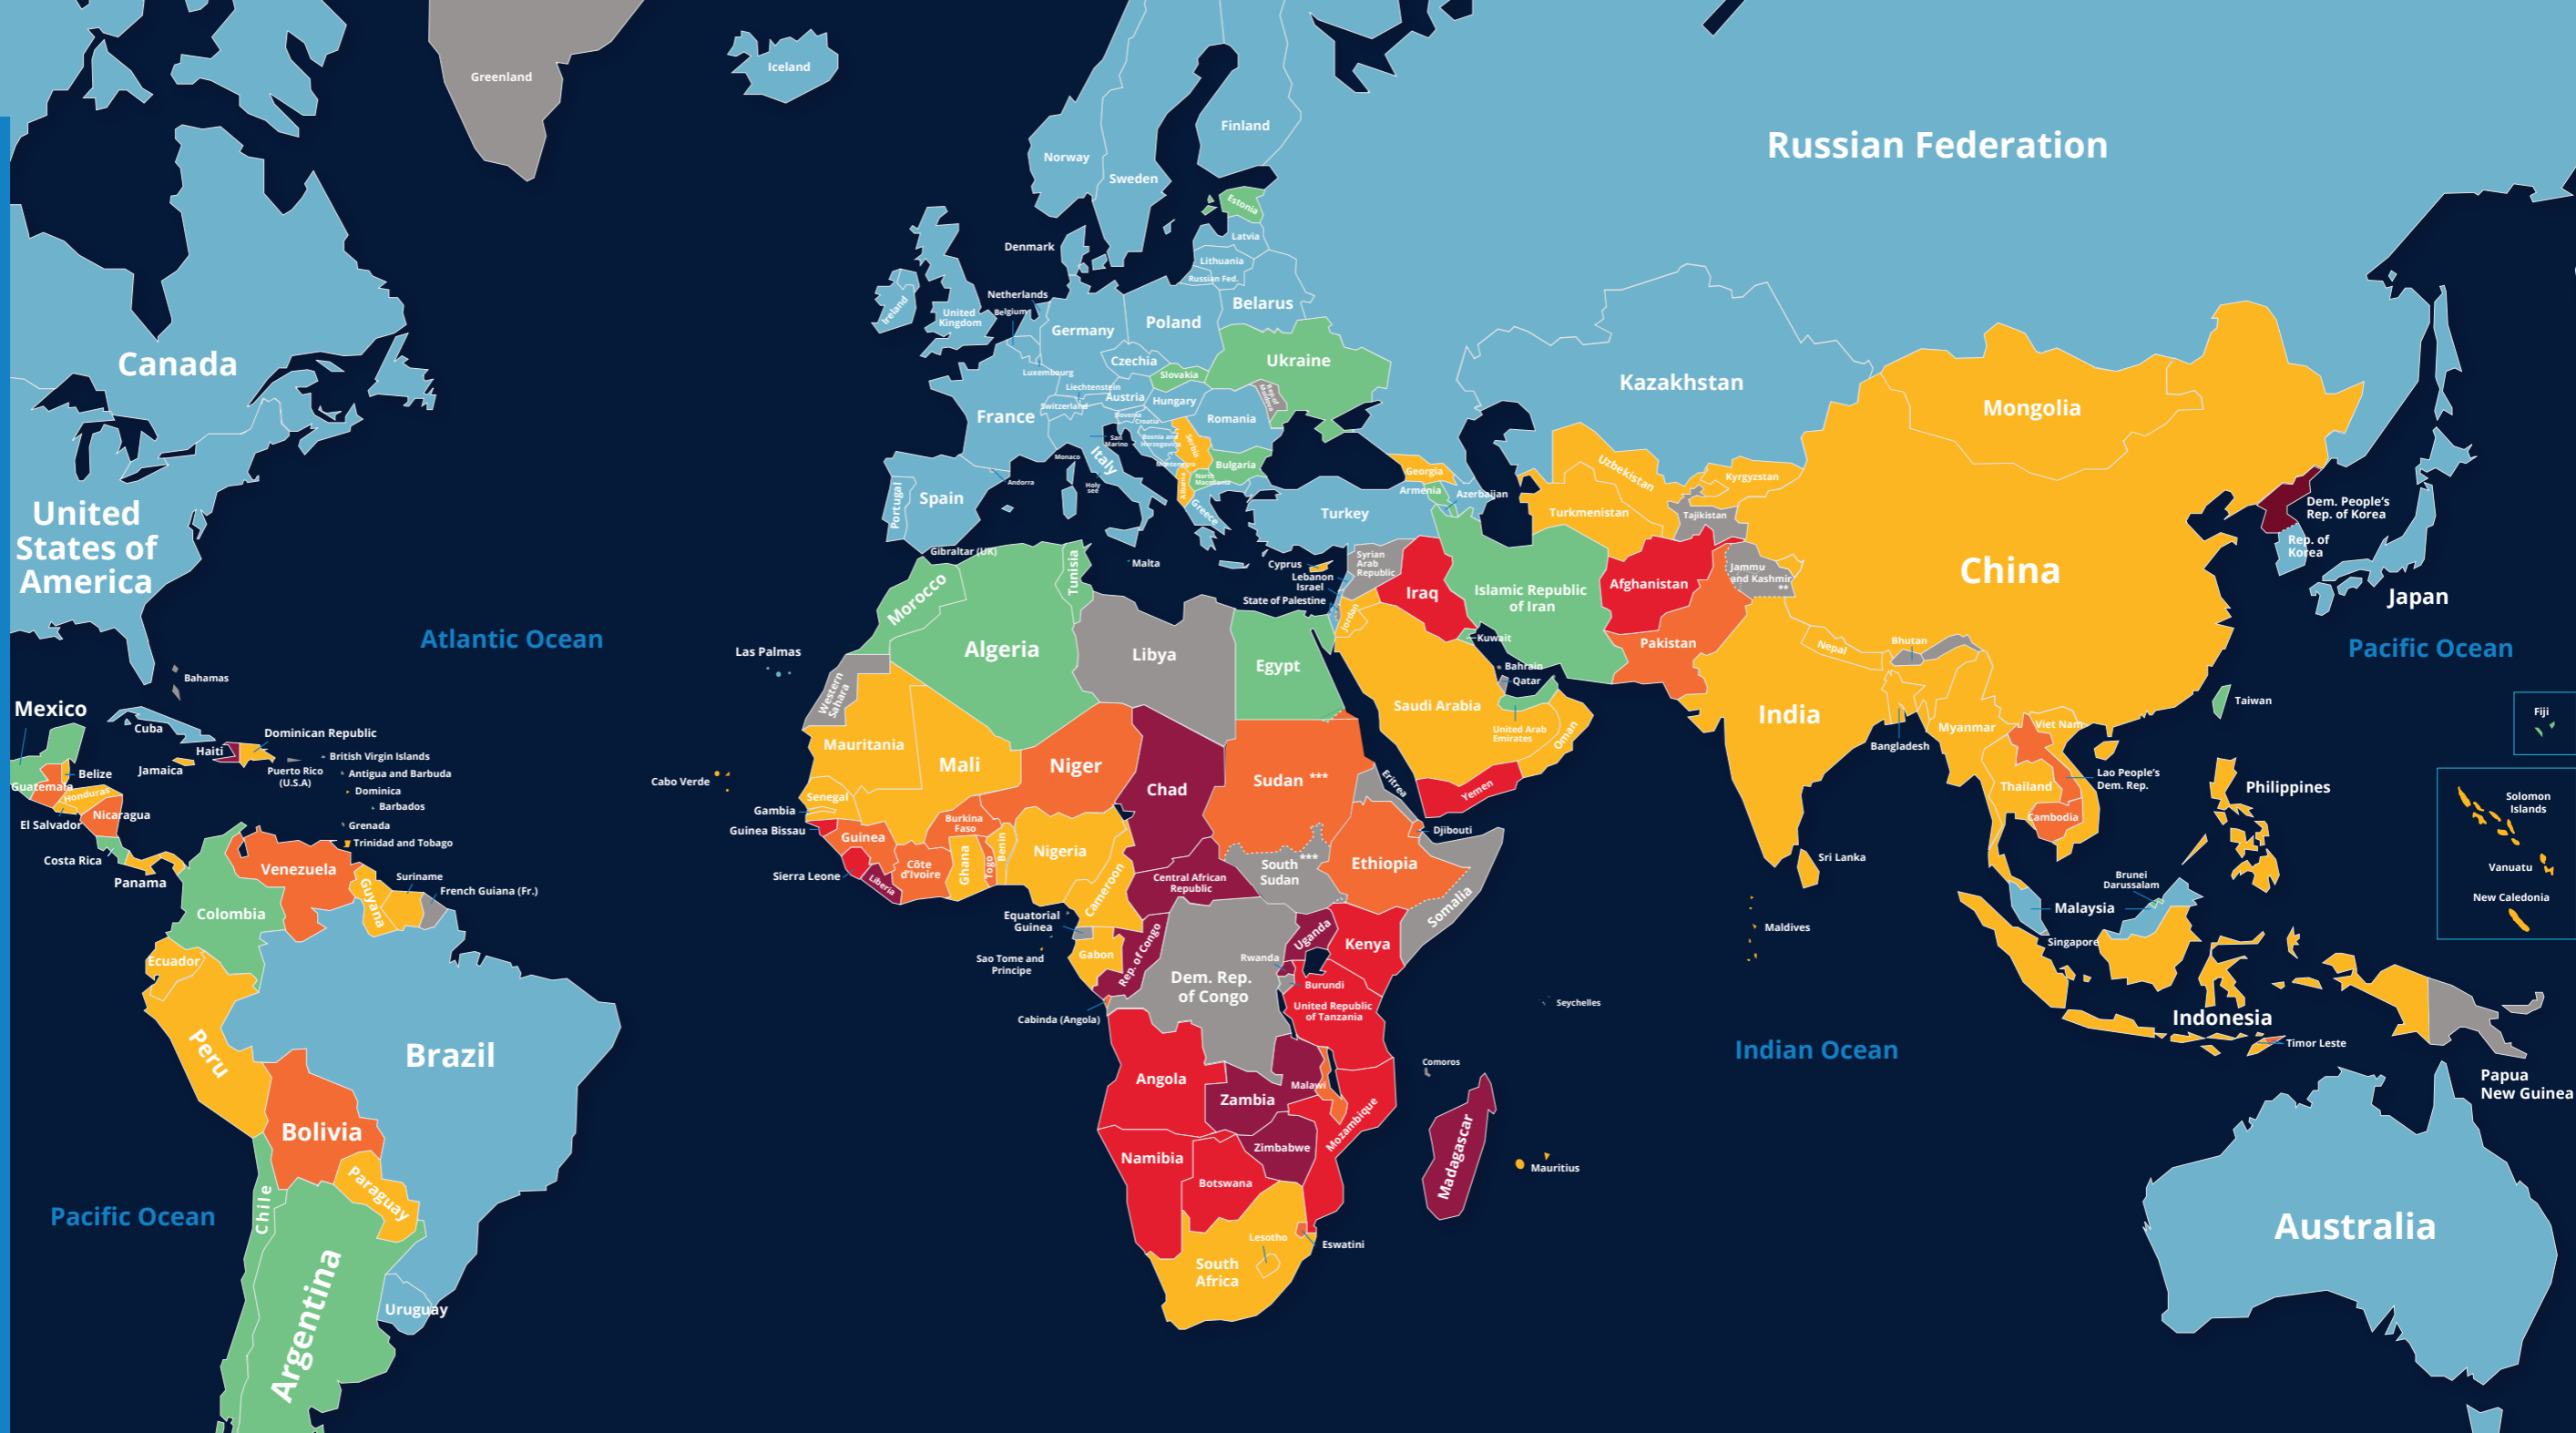 Greenland
Iceland
Norway
Sweden
Finland
Russian Federation
Estonia
Latvia
Lithuania
Russian Fed.
Denmark
Ireland
United
Kingdom
Netherlands
Belgium
Germany
Poland
Belarus
Ukraine
Czechia
Slovakia
Luxembourg
Liechtenstein
Austria
Hungary
Switzerland
Slovenia
Croatia
Romania
Rep. of
Moldova
France
San
Marino
Bosnia and
Herzegovina
Serbia
Montenegro
Bulgaria
North
Macedonia
Albania
Monaco
Italy
Holy
see
Andorra
Spain
Portugal
Greece
Turkey
Gibraltar (UK)
Malta
Cyprus
Georgia
Armenia
Azerbaijan
Canada
United
States of
America
Kazakhstan
Mongolia
Uzbekistan
Kyrgyzstan
Turkmenistan
Tajikistan
China
Dem. People's
Rep. of Korea
Rep. of
Korea
Japan
Syrian
Arab
Republic
Lebanon
Israel
State of Palestine
Jordan
Iraq
Islamic Republic
of Iran
Afghanistan
Jammu
and Kashmir
**
Pakistan
Kuwait
Bahrain
Qatar
Saudi Arabia
United Arab
Emirates
Oman
Yemen
Nepal
Bhutan
India
Bangladesh
Myanmar
Viet Nam
Lao People's
Dem. Rep.
Thailand
Cambodia
Taiwan
Philippines
Sri Lanka
Maldives
Brunei
Darussalam
Malaysia
Singapore
Indonesia
Timor Leste
Papua
New Guinea
Fiji
Solomon
Islands
Vanuatu
New Caledonia
Australia
Atlantic Ocean
Pacific Ocean
Indian Ocean
Pacific Ocean
Las Palmas
Morocco
Tunisia
Algeria
Libya
Egypt
Western
Sahara
Mauritania
Mali
Niger
Chad
Sudan ***
Eritrea
Djibouti
Cabo Verde
Senegal
Gambia
Guinea Bissau
Guinea
Sierra Leone
Liberia
Côte
d'Ivoire
Burkina
Faso
Ghana
Togo
Benin
Nigeria
Cameroon
Central African
Republic
South ***
Sudan
Ethiopia
Somalia
Equatorial
Guinea
Sao Tome and
Principe
Gabon
Rep. of Congo
Dem. Rep.
of Congo
Cabinda (Angola)
Uganda
Kenya
Rwanda
Burundi
United Republic
of Tanzania
Seychelles
Comoros
Angola
Zambia
Malawi
Mozambique
Zimbabwe
Madagascar
Mauritius
Namibia
Botswana
Eswatini
Lesotho
South
Africa
Bahamas
Mexico
Cuba
Haiti
Dominican Republic
Jamaica
Puerto Rico
(U.S.A)
British Virgin Islands
Antigua and Barbuda
Dominica
Barbados
Grenada
Trinidad and Tobago
Belize
Guatemala
Honduras
El Salvador
Nicaragua
Costa Rica
Panama
Venezuela
Guyana
Suriname
French Guiana (Fr.)
Colombia
Ecuador
Peru
Brazil
Bolivia
Paraguay
Chile
Argentina
Uruguay